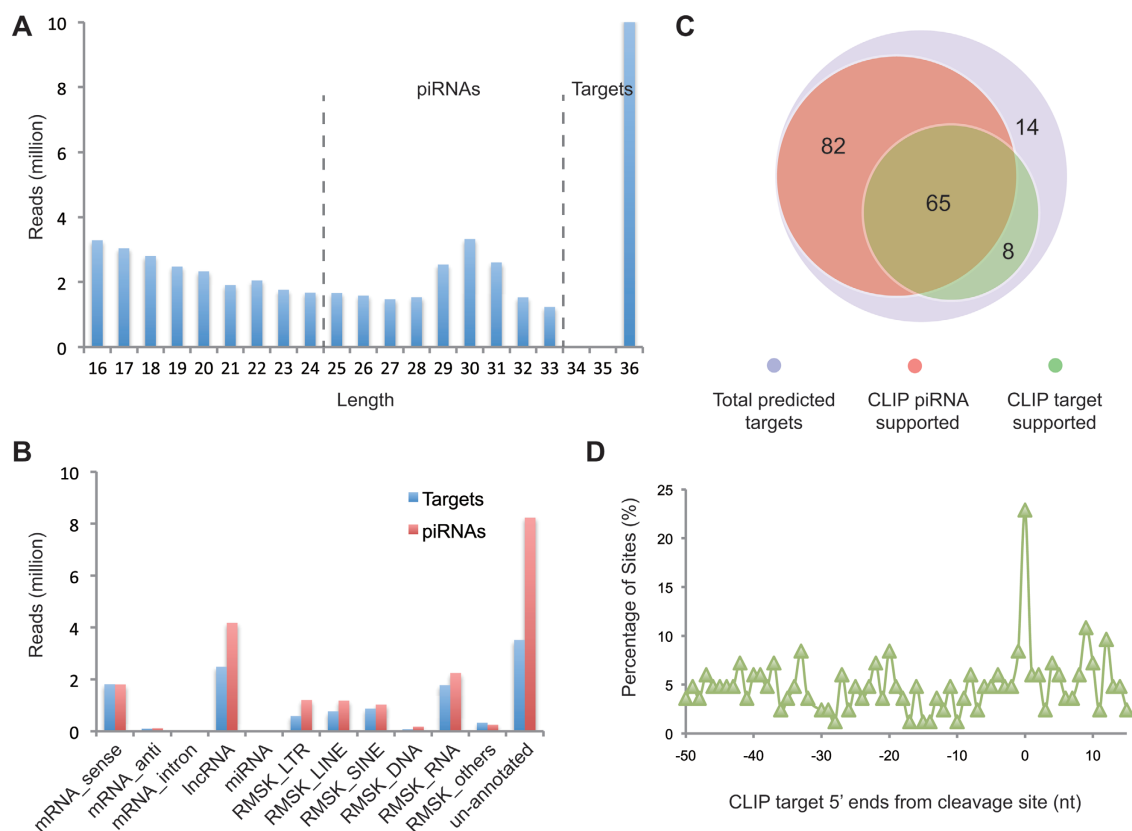 A
Reads (million)
10
8
6
4
2
0
piRNAs
Targets
16 17 18 19 20 21 22 23 24 25 26 27 28 29 30 31 32 33 34 35 36
Length
C
82
14
65
8
Total predicted
targets
CLIP piRNA
supported
CLIP target
supported
B
Reads (million)
10
8
6
4
2
0
Targets
piRNAs
mRNA_sense
mRNA_anti
mRNA_intron
lncRNA
miRNA
RMSK_LTR
RMSK_LINE
RMSK_SINE
RMSK_DNA
RMSK_RNA
RMSK_others
un-annotated
D
Percentage of Sites (%)
25
20
15
10
5
0
-50 -40 -30 -20 -10 0 10
CLIP target 5' ends from cleavage site (nt)